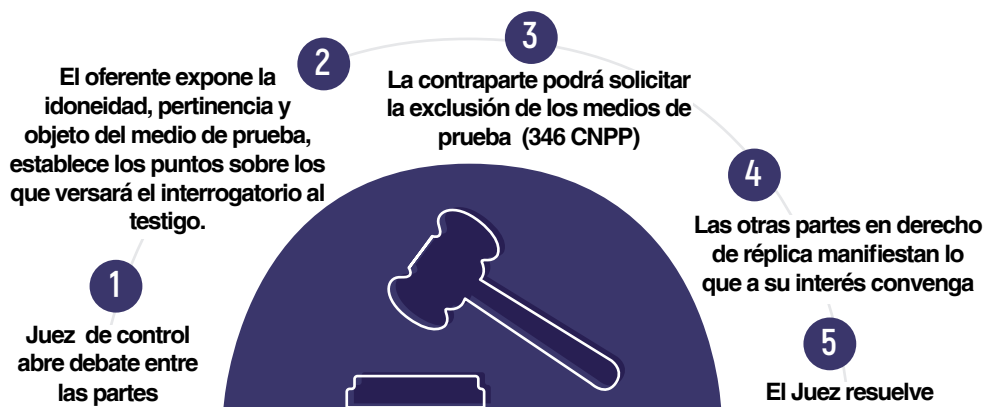 1
Juez de control
abre debate entre
las partes
2
El oferente expone la
idoneidad, pertinencia y
objeto del medio de prueba,
establece los puntos sobre los
que versará el interrogatorio al
testigo.
3
La contraparte podrá solicitar
la exclusión de los medios de
prueba (346 CNPP)
4
Las otras partes en derecho
de réplica manifiestan lo
que a su interés convenga
5
El Juez resuelve